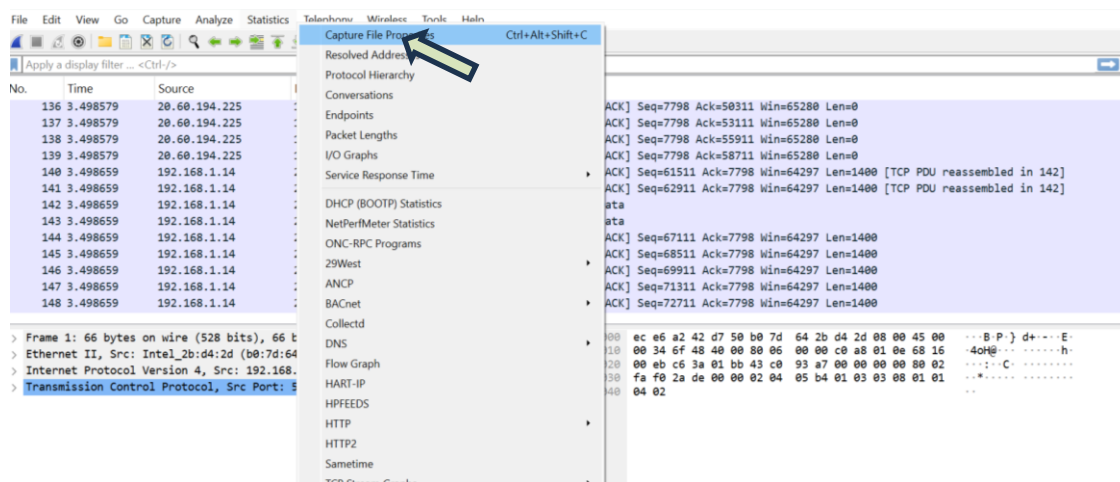 File Edit View Go Capture Analyze Statistics Telephony Wireless Tools Help
Capture File Properties Ctrl+Alt+Shift+C
Apply a display filter ... <Ctrl-/>
Resolved Addresses
Protocol Hierarchy
Conversations
Endpoints
Packet Lengths
I/O Graphs
Service Response Time
DHCP (BOOTP) Statistics
NetPerfMeter Statistics
ONC-RPC Programs
29West
ANCP
BACnet
Collectd
DNS
Flow Graph
HART-IP
HPFEEDS
HTTP
HTTP2
Sametime
No. Time Source
136 3.498579 20.60.194.225 ACK] Seq=7798 Ack=50311 Win=65280 Len=0
137 3.498579 20.60.194.225 ACK] Seq=7798 Ack=53111 Win=65280 Len=0
138 3.498579 20.60.194.225 ACK] Seq=7798 Ack=55911 Win=65280 Len=0
139 3.498579 20.60.194.225 ACK] Seq=7798 Ack=58711 Win=65280 Len=0
140 3.498659 192.168.1.14 ACK] Seq=61511 Ack=7798 Win=64297 Len=1400 [TCP PDU reassembled in 142]
141 3.498659 192.168.1.14 ACK] Seq=62911 Ack=7798 Win=64297 Len=1400 [TCP PDU reassembled in 142]
142 3.498659 192.168.1.14 ata
143 3.498659 192.168.1.14 ata
144 3.498659 192.168.1.14 ACK] Seq=67111 Ack=7798 Win=64297 Len=1400
145 3.498659 192.168.1.14 ACK] Seq=68511 Ack=7798 Win=64297 Len=1400
146 3.498659 192.168.1.14 ACK] Seq=69911 Ack=7798 Win=64297 Len=1400
147 3.498659 192.168.1.14 ACK] Seq=71311 Ack=7798 Win=64297 Len=1400
148 3.498659 192.168.1.14 ACK] Seq=72711 Ack=7798 Win=64297 Len=1400
Frame 1: 66 bytes on wire (528 bits), 66 b
Ethernet II, Src: Intel_2b:d4:2d (b0:7d:64
Internet Protocol Version 4, Src: 192.168.
Transmission Control Protocol, Src Port: 5
00 ec e6 a2 42 d7 50 b0 7d 64 2b d4 2d 08 00 45 00 ···B·P·} d+·-··E·
10 00 34 6f 48 40 00 80 06 00 00 c0 a8 01 0e 68 16 ·4oH@··· ······h·
20 00 eb c6 3a 01 bb 43 c0 93 a7 00 00 00 00 80 02 ···:··C· ········
30 fa f0 2a de 00 00 02 04 05 b4 01 03 03 08 01 01 ··*····· ········
40 04 02 ··